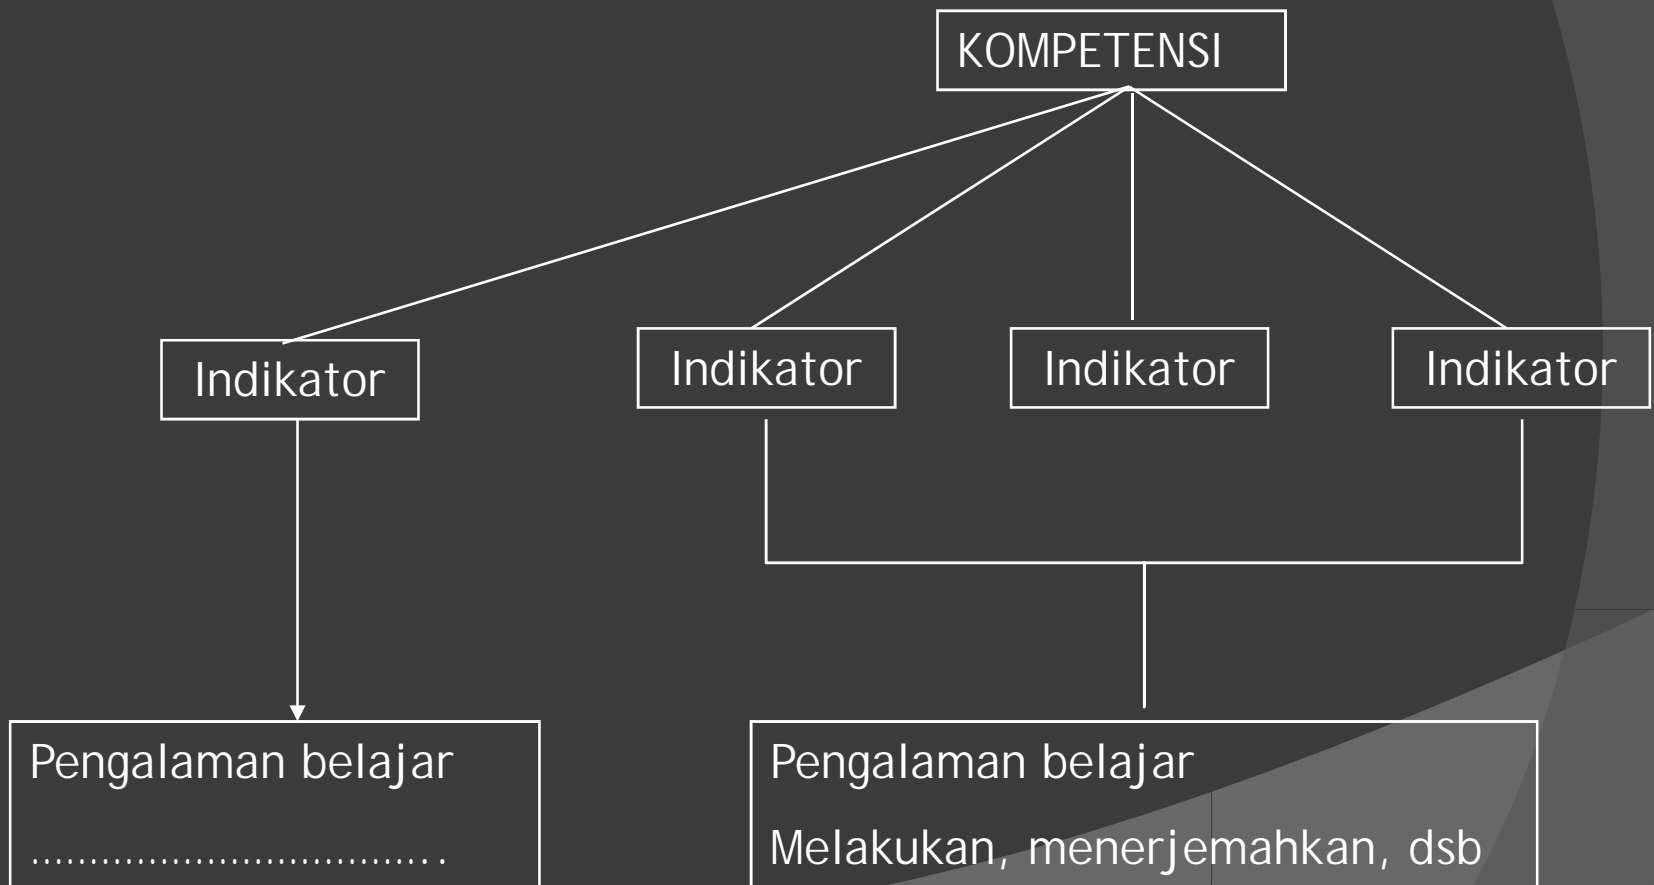 KOMPETENSI
Indikator
Indikator
Indikator
Indikator
Pengalaman belajar
....................................
Pengalaman belajar
Melakukan, menerjemahkan, dsb